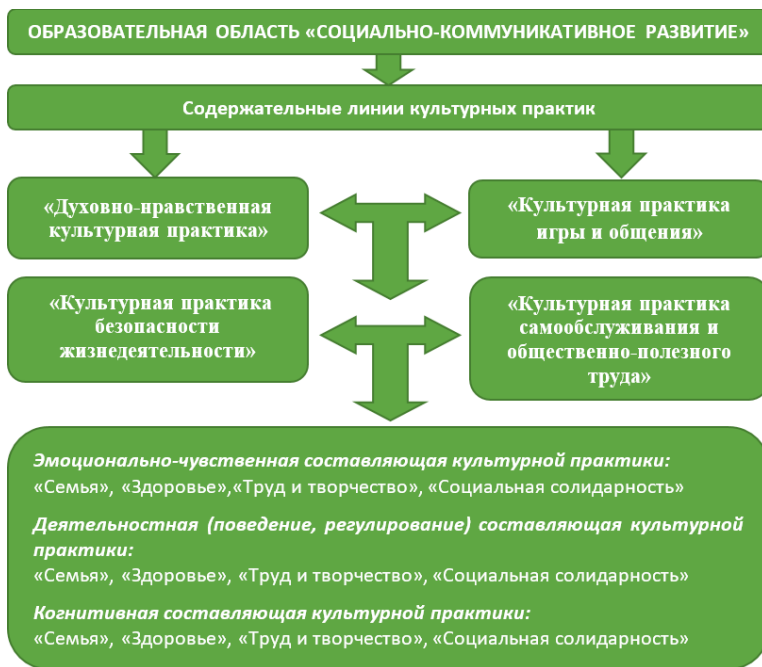 ОБРАЗОВАТЕЛЬНАЯ ОБЛАСТЬ «СОЦИАЛЬНО-КОММУНИКАТИВНОЕ РАЗВИТИЕ»
Содержательные линии культурных практик
«Духовно-нравственная
культурная практика»
«Культурная практика
игры и общения»
«Культурная практика
безопасности
жизнедеятельности»
«Культурная практика
самообслуживания и
общественно-полезного
труда»
Эмоционально-чувственная составляющая культурной практики:
«Семья», «Здоровье»,«Труд и творчество», «Социальная солидарность»
Деятельностная (поведение, регулирование) составляющая культурной
практики:
«Семья», «Здоровье», «Труд и творчество», «Социальная солидарность»
Когнитивная составляющая культурной практики:
«Семья», «Здоровье», «Труд и творчество», «Социальная солидарность»